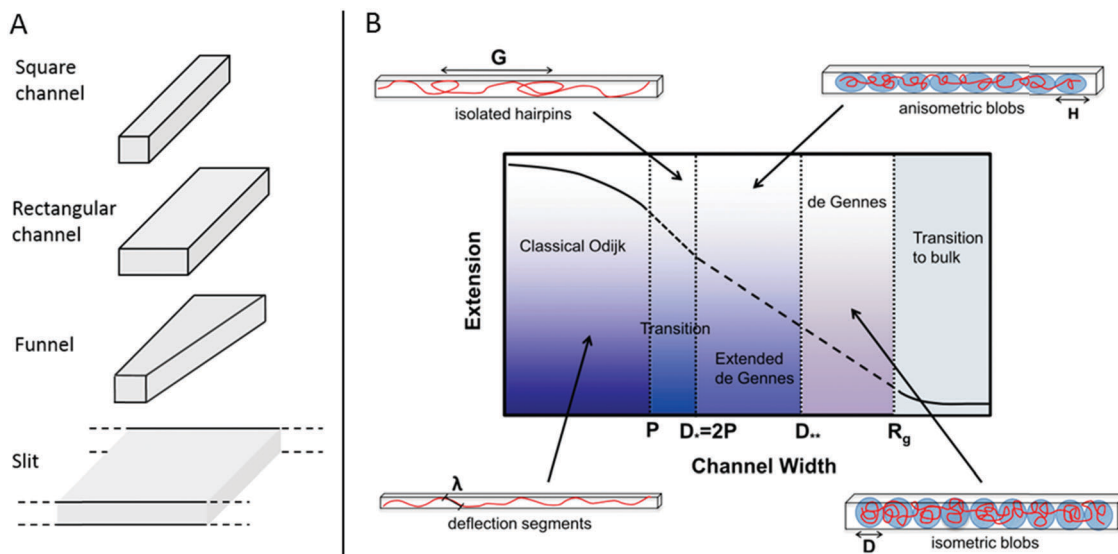 A
Square
channel
Rectangular
channel
Funnel
Slit
B
G
isolated hairpins
anisometric blobs
H
Extension
Classical Odijk
Transition
Extended
de Gennes
de Gennes
Transition
to bulk
P
D*=2P
D**
Rg
Channel Width
λ
deflection segments
D
isometric blobs